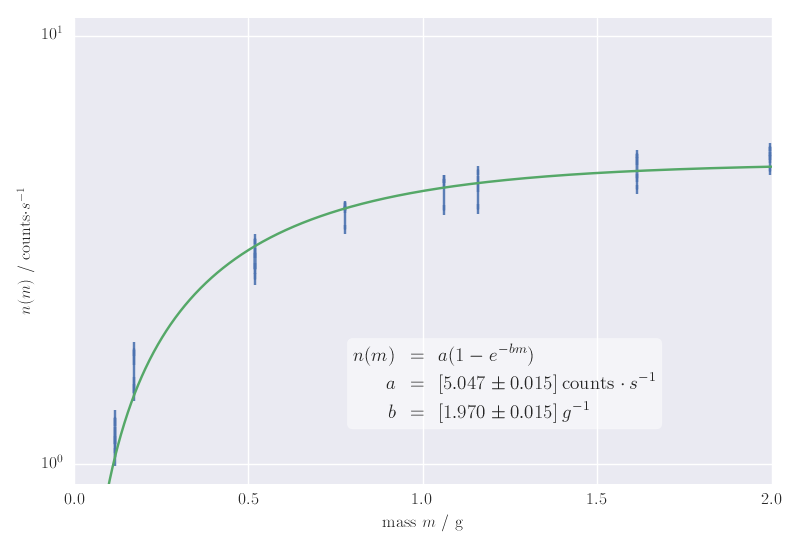 10¹
n(m) / counts·s⁻¹
n(m) = a(1 − e⁻ᵇᵐ)
a = [5.047 ± 0.015] counts · s⁻¹
b = [1.970 ± 0.015] g⁻¹
10⁰
0.0 0.5 1.0 1.5 2.0
mass m / g